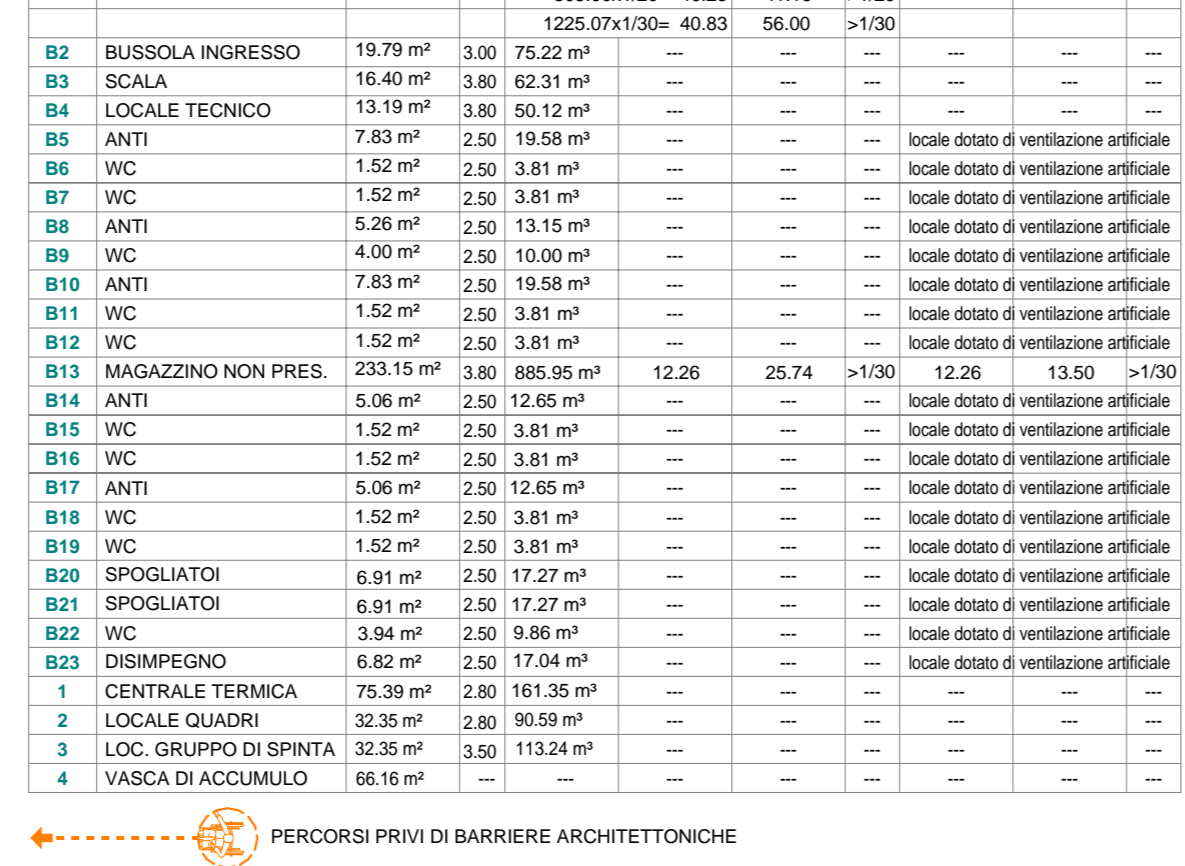 1225.07x1/30= 40.83 56.00 >1/30
B2 BUSSOLA INGRESSO 19.79 m² 3.00 75.22 m³ --- --- --- --- --- ---
B3 SCALA 16.40 m² 3.80 62.31 m³ --- --- --- --- --- ---
B4 LOCALE TECNICO 13.19 m² 3.80 50.12 m³ --- --- --- --- --- ---
B5 ANTI 7.83 m² 2.50 19.58 m³ --- --- --- locale dotato di ventilazione artificiale
B6 WC 1.52 m² 2.50 3.81 m³ --- --- --- locale dotato di ventilazione artificiale
B7 WC 1.52 m² 2.50 3.81 m³ --- --- --- locale dotato di ventilazione artificiale
B8 ANTI 5.26 m² 2.50 13.15 m³ --- --- --- locale dotato di ventilazione artificiale
B9 WC 4.00 m² 2.50 10.00 m³ --- --- --- locale dotato di ventilazione artificiale
B10 ANTI 7.83 m² 2.50 19.58 m³ --- --- --- locale dotato di ventilazione artificiale
B11 WC 1.52 m² 2.50 3.81 m³ --- --- --- locale dotato di ventilazione artificiale
B12 WC 1.52 m² 2.50 3.81 m³ --- --- --- locale dotato di ventilazione artificiale
B13 MAGAZZINO NON PRES. 233.15 m² 3.80 885.95 m³ 12.26 25.74 >1/30 12.26 13.50 >1/30
B14 ANTI 5.06 m² 2.50 12.65 m³ --- --- --- locale dotato di ventilazione artificiale
B15 WC 1.52 m² 2.50 3.81 m³ --- --- --- locale dotato di ventilazione artificiale
B16 WC 1.52 m² 2.50 3.81 m³ --- --- --- locale dotato di ventilazione artificiale
B17 ANTI 5.06 m² 2.50 12.65 m³ --- --- --- locale dotato di ventilazione artificiale
B18 WC 1.52 m² 2.50 3.81 m³ --- --- --- locale dotato di ventilazione artificiale
B19 WC 1.52 m² 2.50 3.81 m³ --- --- --- locale dotato di ventilazione artificiale
B20 SPOGLIATOI 6.91 m² 2.50 17.27 m³ --- --- --- locale dotato di ventilazione artificiale
B21 SPOGLIATOI 6.91 m² 2.50 17.27 m³ --- --- --- locale dotato di ventilazione artificiale
B22 WC 3.94 m² 2.50 9.86 m³ --- --- --- locale dotato di ventilazione artificiale
B23 DISIMPEGNO 6.82 m² 2.50 17.04 m³ --- --- --- locale dotato di ventilazione artificiale
1 CENTRALE TERMICA 75.39 m² 2.80 161.35 m³ --- --- --- --- --- ---
2 LOCALE QUADRI 32.35 m² 2.80 90.59 m³ --- --- --- --- --- ---
3 LOC. GRUPPO DI SPINTA 32.35 m² 3.50 113.24 m³ --- --- --- --- --- ---
4 VASCA DI ACCUMULO 66.16 m² --- --- --- --- --- --- --- ---
PERCORSI PRIVI DI BARRIERE ARCHITETTONICHE